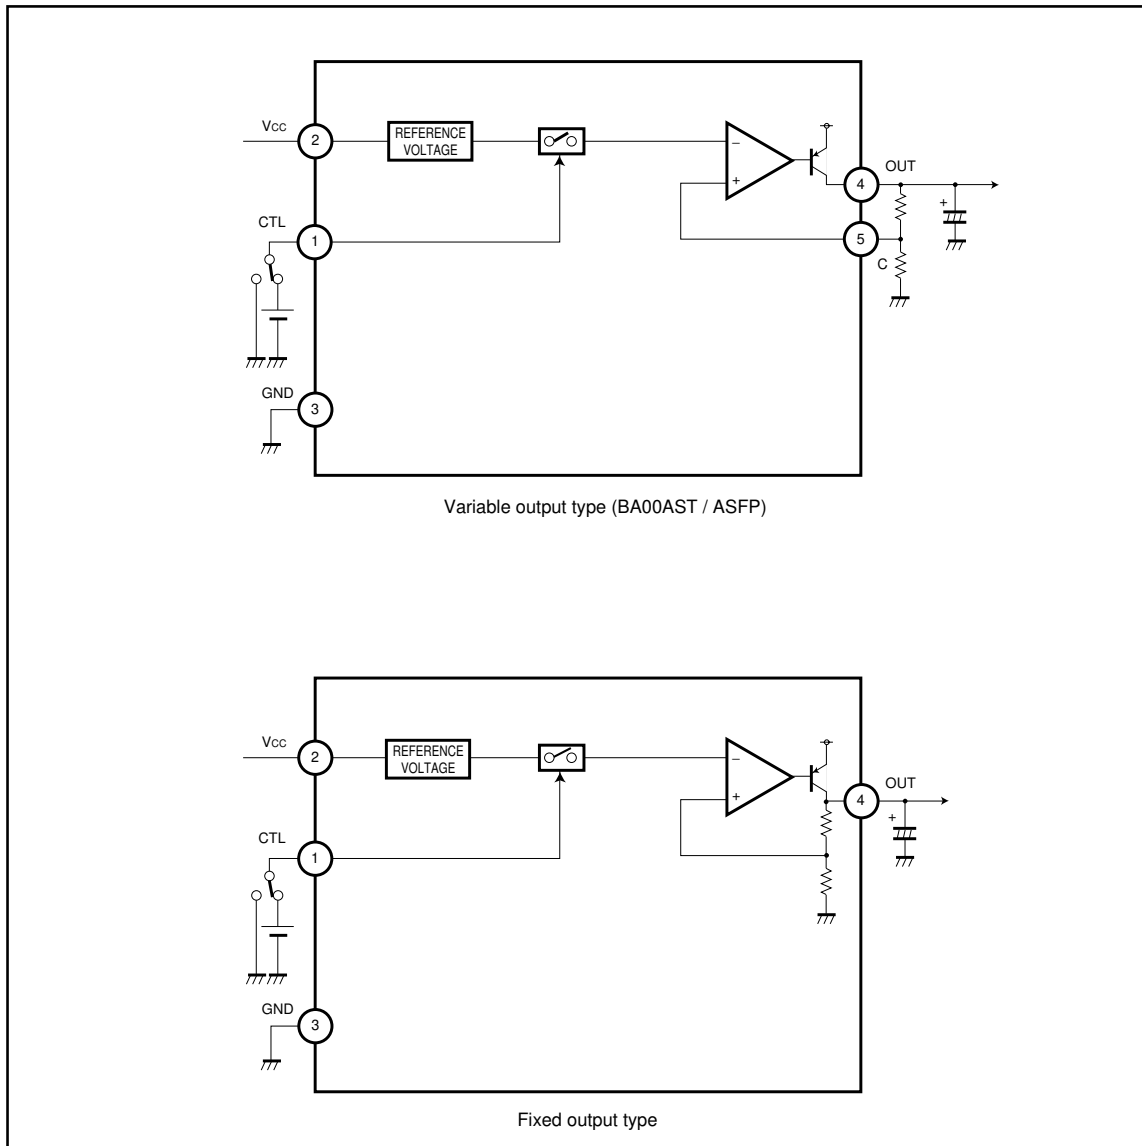 Vcc
2
REFERENCE
VOLTAGE
−
+
OUT
4
+
CTL
1
5
C
GND
3
Variable output type (BA00AST / ASFP)
Vcc
2
REFERENCE
VOLTAGE
−
+
OUT
4
+
CTL
1
GND
3
Fixed output type